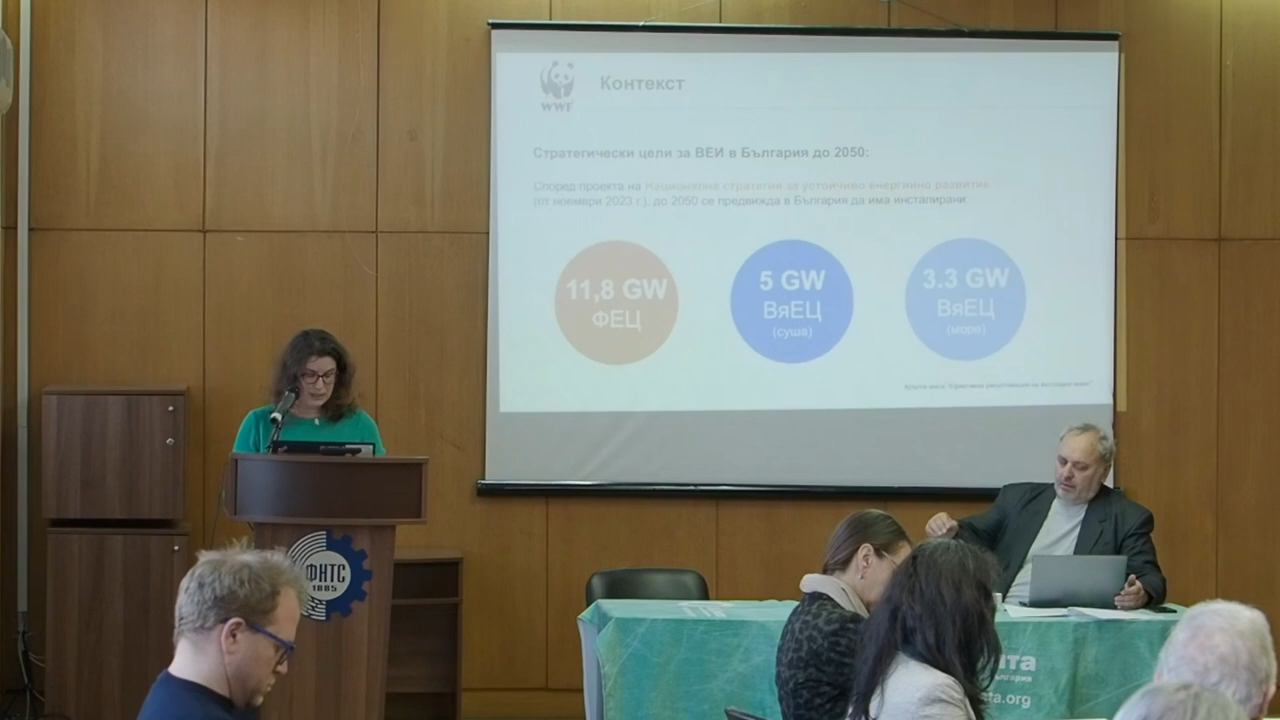 WWF
Контекст
Стратегически цели за ВЕИ в България до 2050:
Според проекта на Национална стратегия за устойчиво енергийно развитие
(от ноември 2023 г.), до 2050 се предвижда в България да има инсталирани:
11,8 GW
ФЕЦ
5 GW
ВяЕЦ
(суша)
3.3 GW
ВяЕЦ
(море)
ФНТС
1885